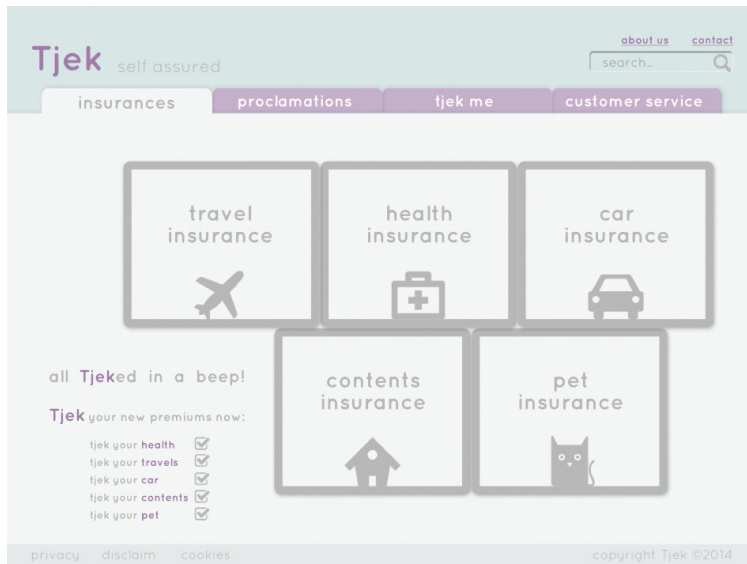 about us contact
Tjek self assured
search..
insurances proclamations tjek me customer service
travel
insurance
health
insurance
car
insurance
contents
insurance
pet
insurance
all Tjeked in a beep!
Tjek your new premiums now:
tjek your health
tjek your travels
tjek your car
tjek your contents
tjek your pet
privacy disclaim cookies copyright Tjek ©2014